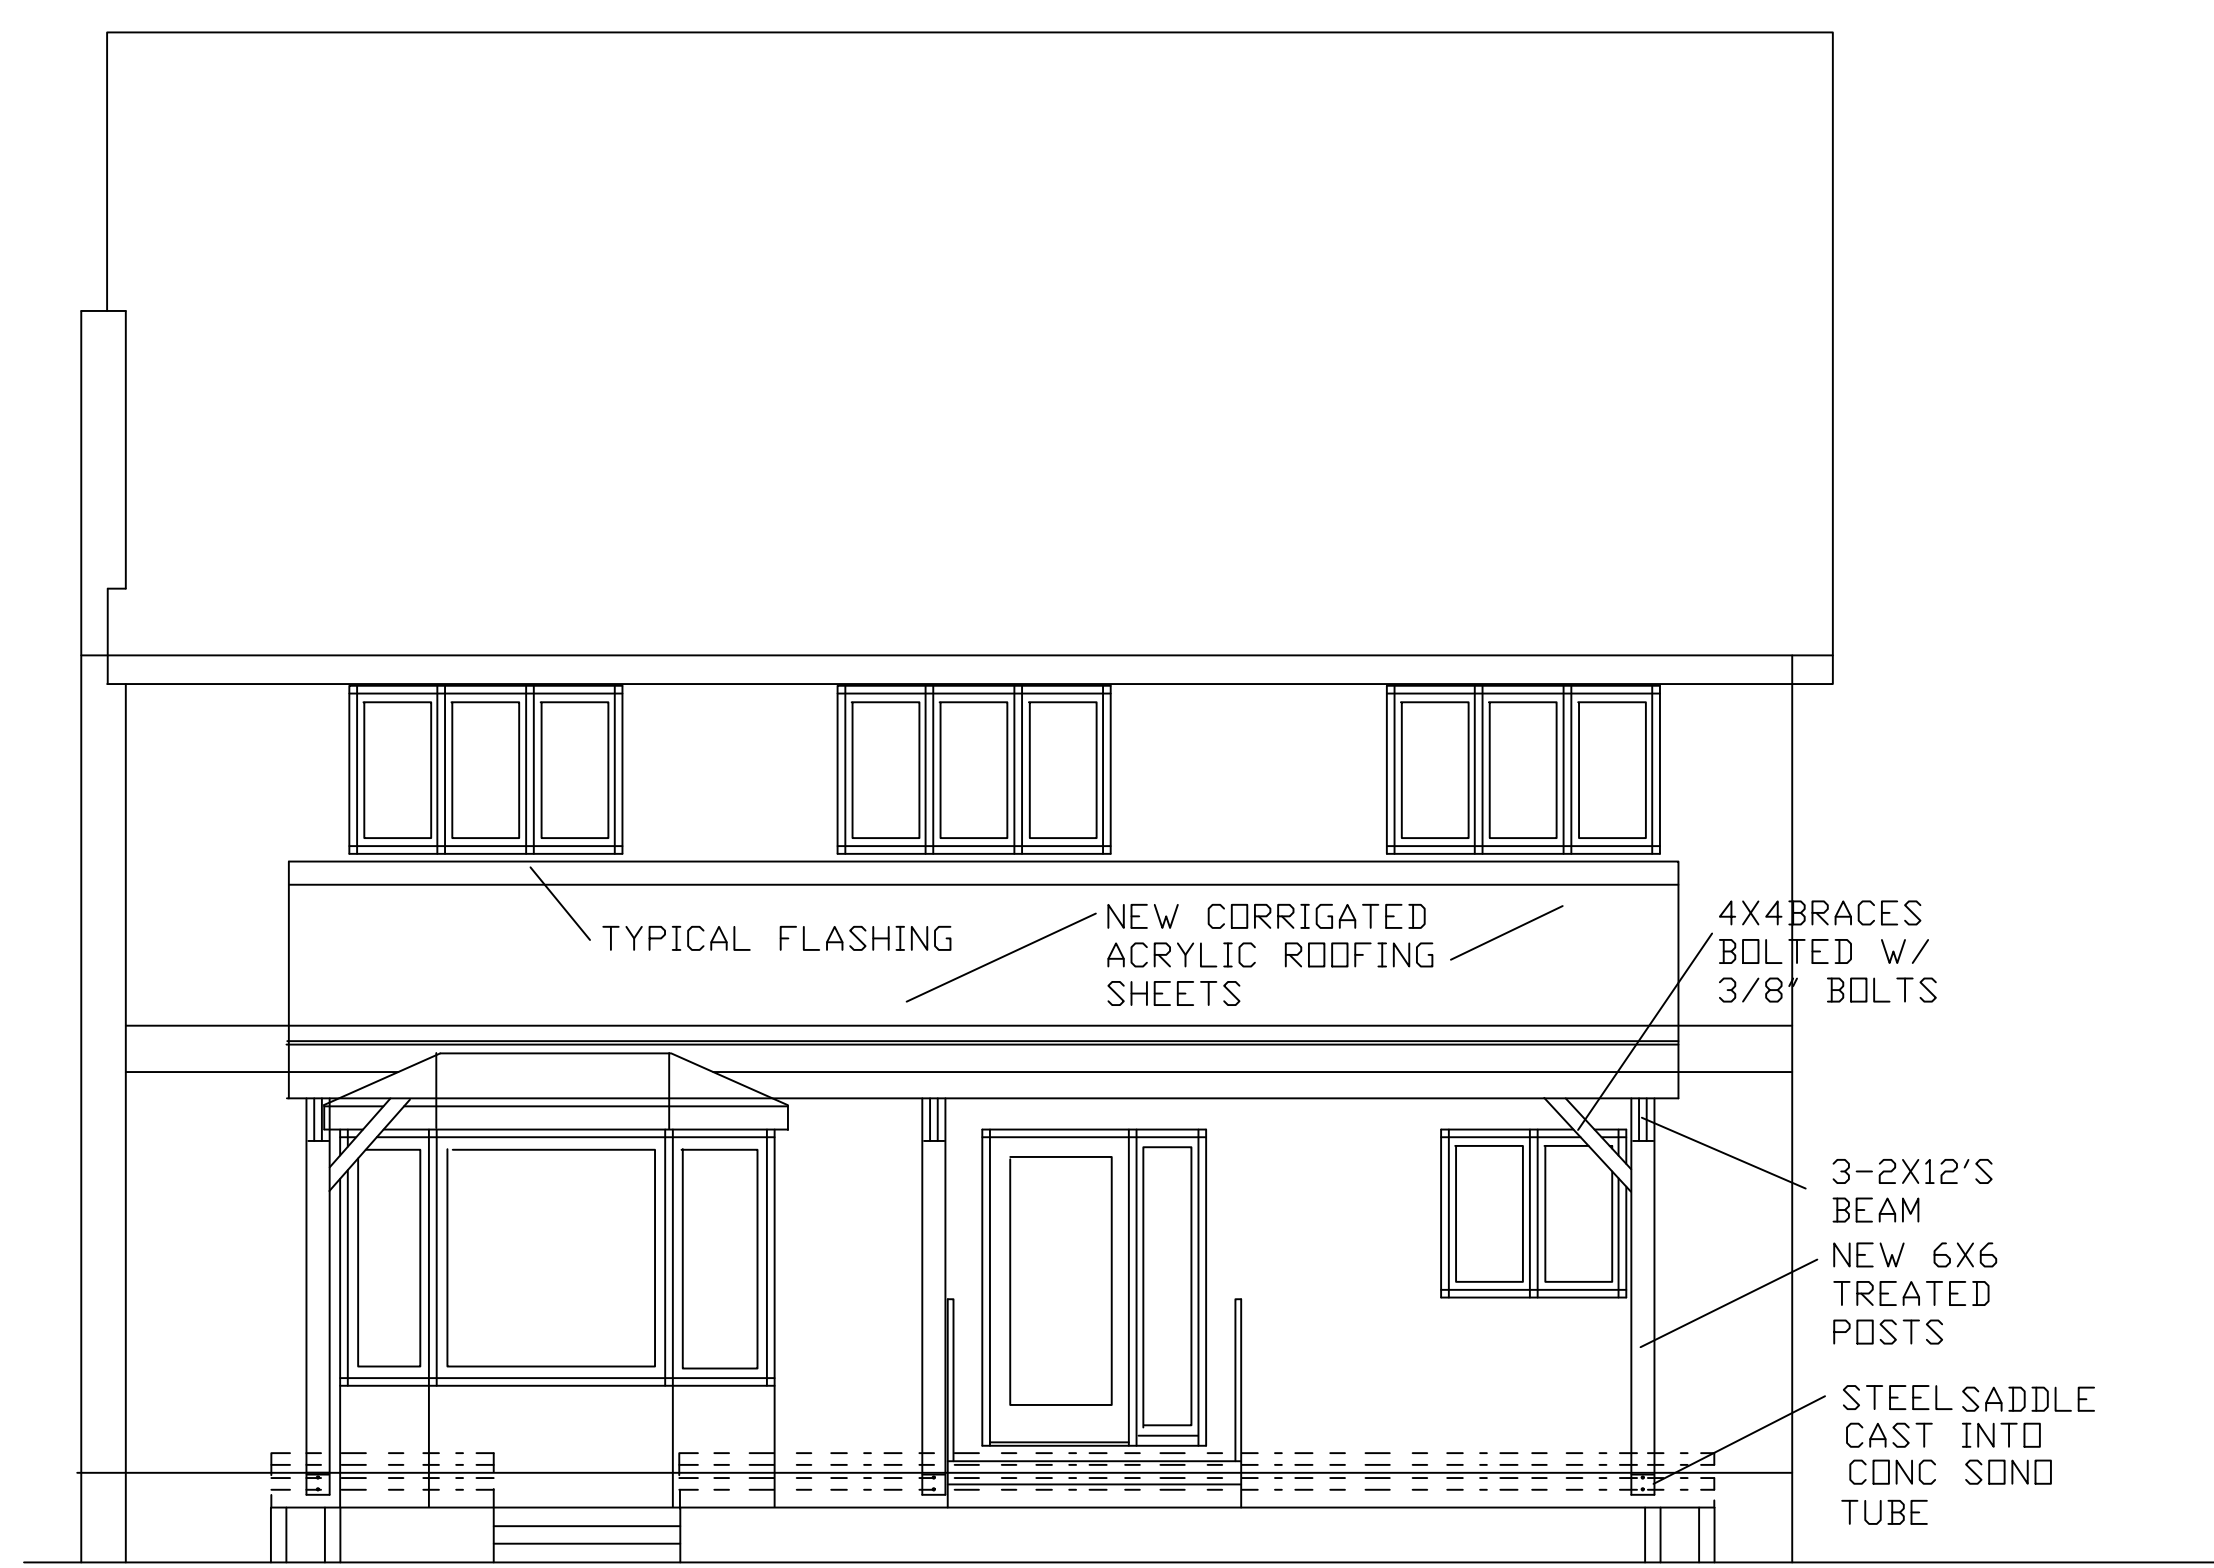 TYPICAL FLASHING
NEW CORRIGATED
ACRYLIC ROOFING
SHEETS
4X4BRACES
BOLTED W/
3/8" BOLTS
3-2X12'S
BEAM
NEW 6X6
TREATED
POSTS
STEEL SADDLE
CAST INTO
CONC SONO
TUBE